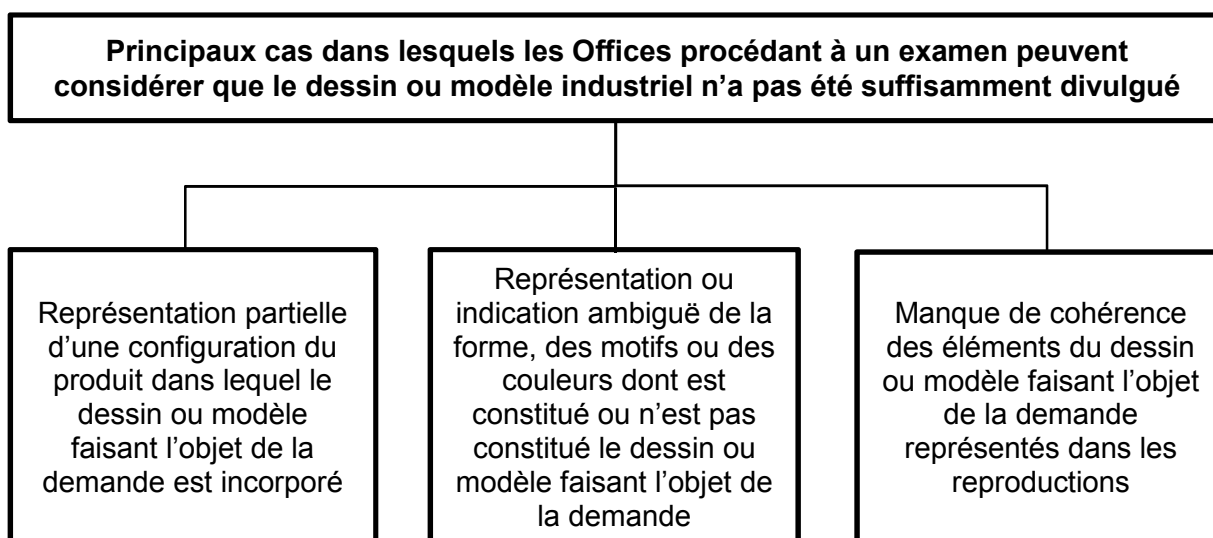 Principaux cas dans lesquels les Offices procédant à un examen peuvent
considérer que le dessin ou modèle industriel n’a pas été suffisamment divulgué
Représentation partielle
d’une configuration du
produit dans lequel le
dessin ou modèle
faisant l’objet de la
demande est incorporé
Représentation ou
indication ambiguë de la
forme, des motifs ou des
couleurs dont est
constitué ou n’est pas
constitué le dessin ou
modèle faisant l’objet de
la demande
Manque de cohérence
des éléments du dessin
ou modèle faisant l’objet
de la demande
représentés dans les
reproductions